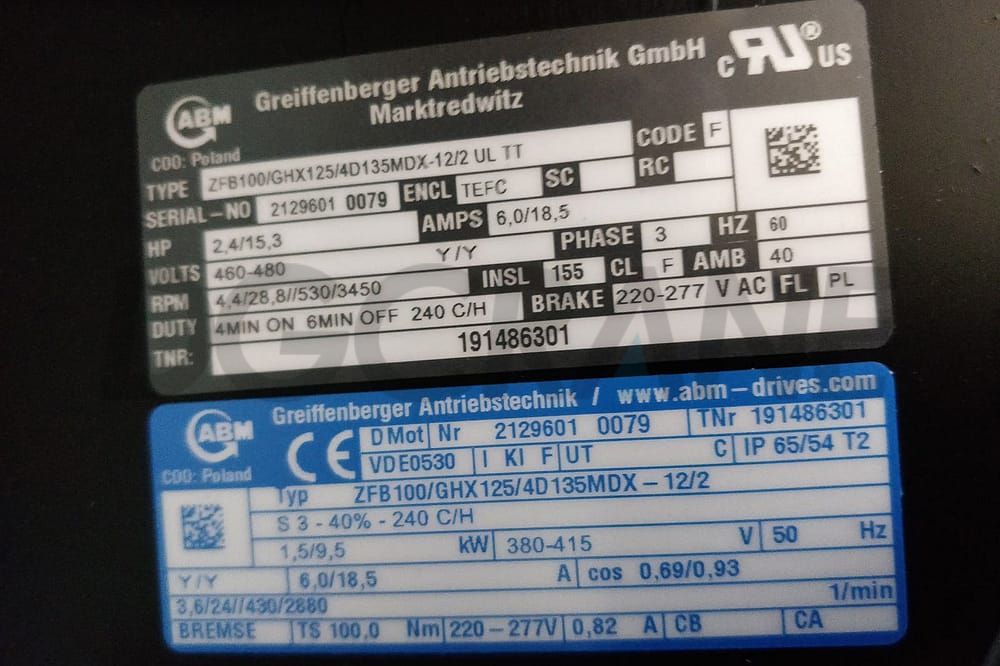 Greiffenberger Antriebstechnik GmbH
Marktredwitz
C RU® US
ABM
COO: Poland
TYPE ZFB100/GHX125/4D135MDX-12/2 UL TT CODE F
SERIAL-NO 2129601 0079 ENCL TEFC SC RC
HP 2,4/15,3 AMPS 6,0/18,5
VOLTS 460-480 Y/Y PHASE 3 HZ 60
RPM 4,4/28,8//530/3450 INSL 155 CL F AMB 40
DUTY 4MIN ON 6MIN OFF 240 C/H BRAKE 220-277 V AC FL PL
TNR: 191486301
Greiffenberger Antriebstechnik / www.abm-drives.com
ABM
COO: Poland
CE
D Mot Nr 2129601 0079 TNr 191486301
VDE0530 I KI F UT C IP 65/54 T2
Typ ZFB100/GHX125/4D135MDX-12/2
S 3 - 40% - 240 C/H
1,5/9,5 kW 380-415 V 50 Hz
Y/Y 6,0/18,5 A cos 0,69/0,93
3,6/24//430/2880 1/min
BREMSE TS 100,0 Nm 220-277V 0,82 A CB CA